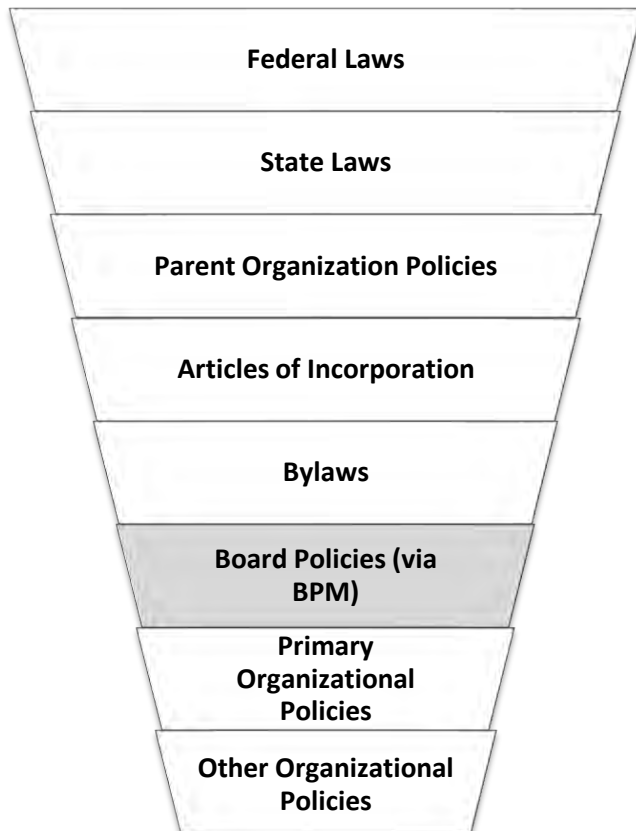 Federal Laws
State Laws
Parent Organization Policies
Articles of Incorporation
Bylaws
Board Policies (via
BPM)
Primary
Organizational
Policies
Other Organizational
Policies